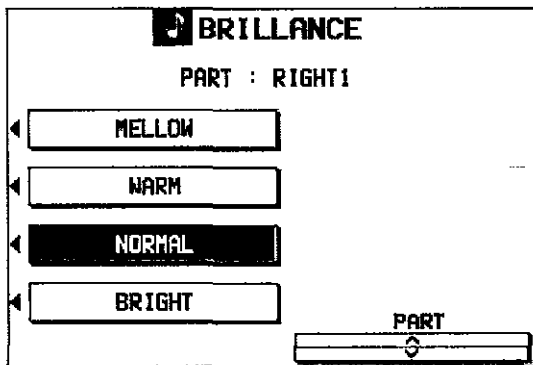 BRILLANCE
PART : RIGHT1
MELLOW
WARM
NORMAL
BRIGHT
PART